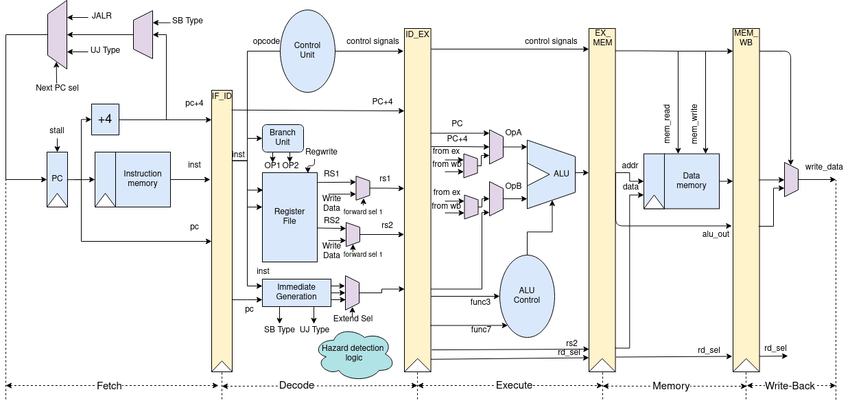 JALR
SB Type
UJ Type
Next PC sel
stall
PC
+4
Instruction
memory
pc+4
inst
pc
IF_ID
inst
opcode
Control
Unit
control signals
PC+4
Branch
Unit
OP1 OP2
Regwrite
Register
File
RS1
Write
Data
rs1
forward sel 1
RS2
Write
Data
rs2
forward sel 1
inst
pc
Immediate
Generation
Extend Sel
SB Type
UJ Type
Hazard detection
logic
ID_EX
control signals
PC
PC+4
from ex
from wb
OpA
from ex
from wb
OpB
ALU
ALU
Control
func3
func7
rs2
rd_sel
EX_
MEM
mem_read
mem_write
addr
data
Data
memory
alu_out
rd_sel
MEM_
WB
write_data
rd_sel
Fetch
Decode
Execute
Memory
Write-Back